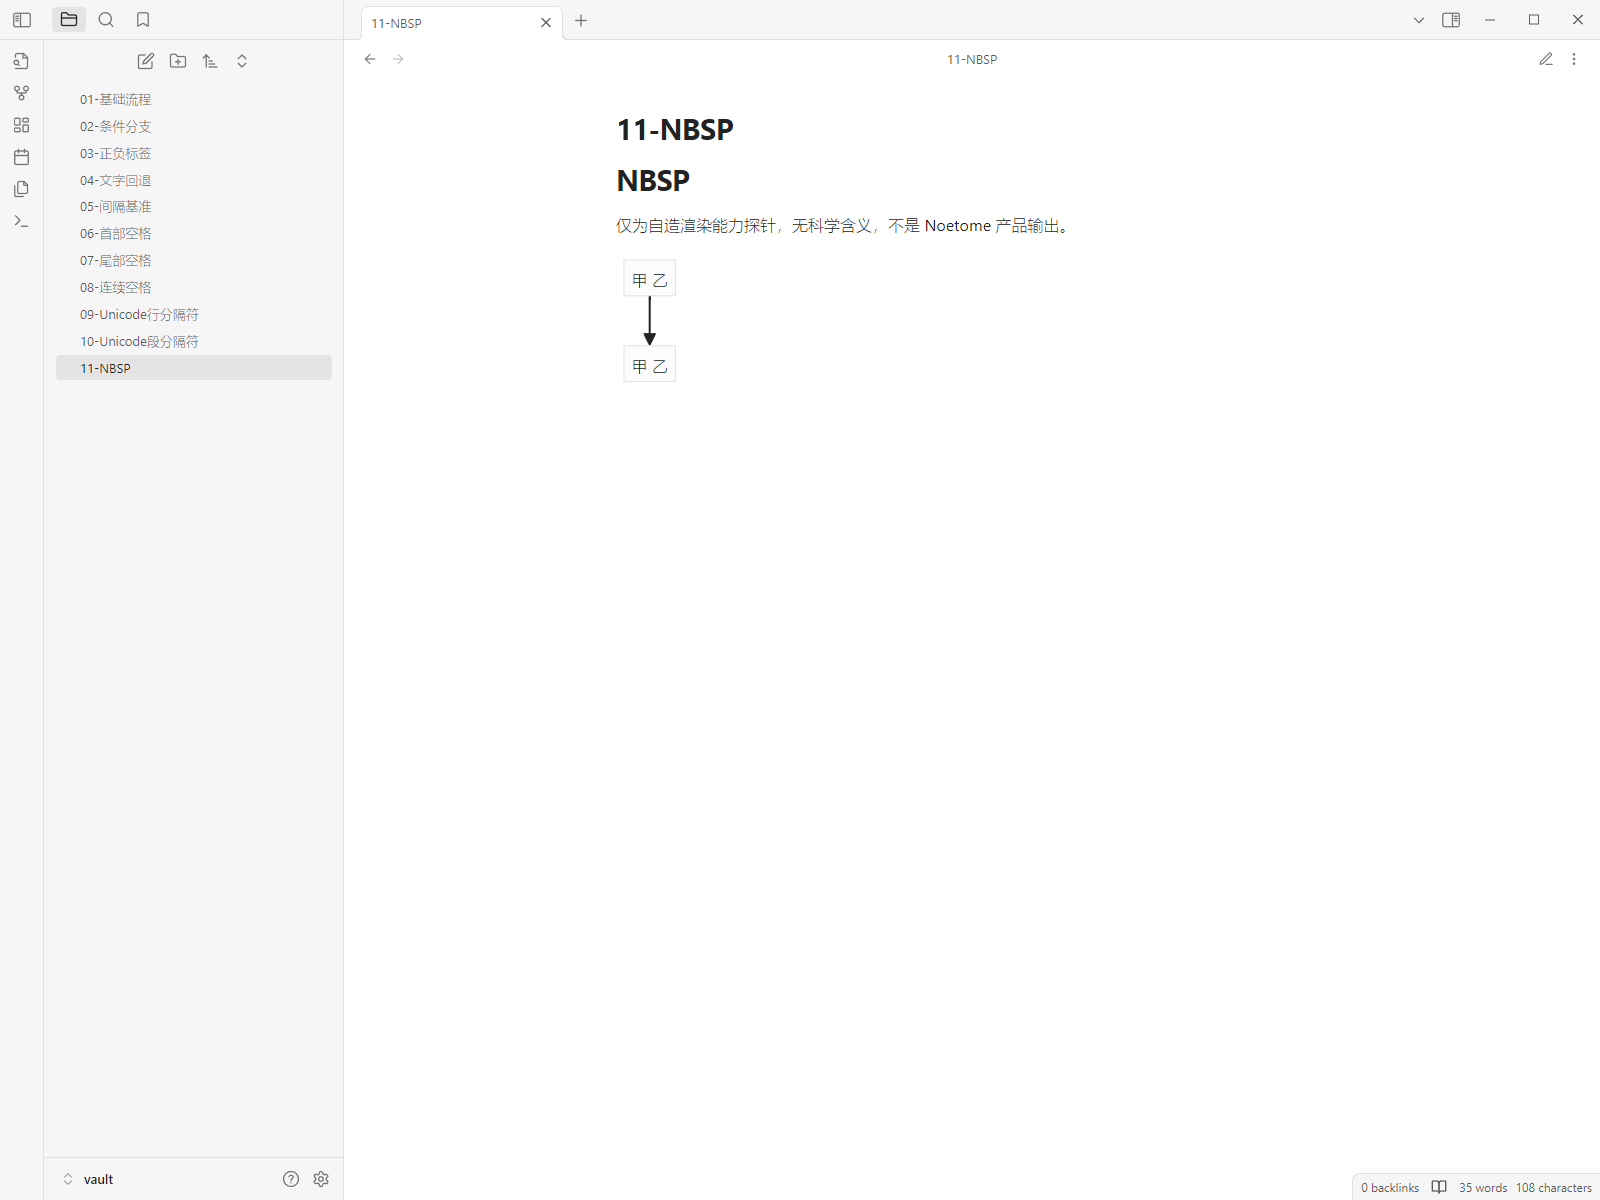 11-NBSP
11-NBSP
01-基础流程
02-条件分支
03-正负标签
04-文字回退
05-间隔基准
06-首部空格
07-尾部空格
08-连续空格
09-Unicode行分隔符
10-Unicode段分隔符
11-NBSP
11-NBSP
NBSP
仅为自造渲染能力探针，无科学含义，不是 Noetome 产品输出。
甲 乙
甲 乙
vault
0 backlinks 35 words 108 characters